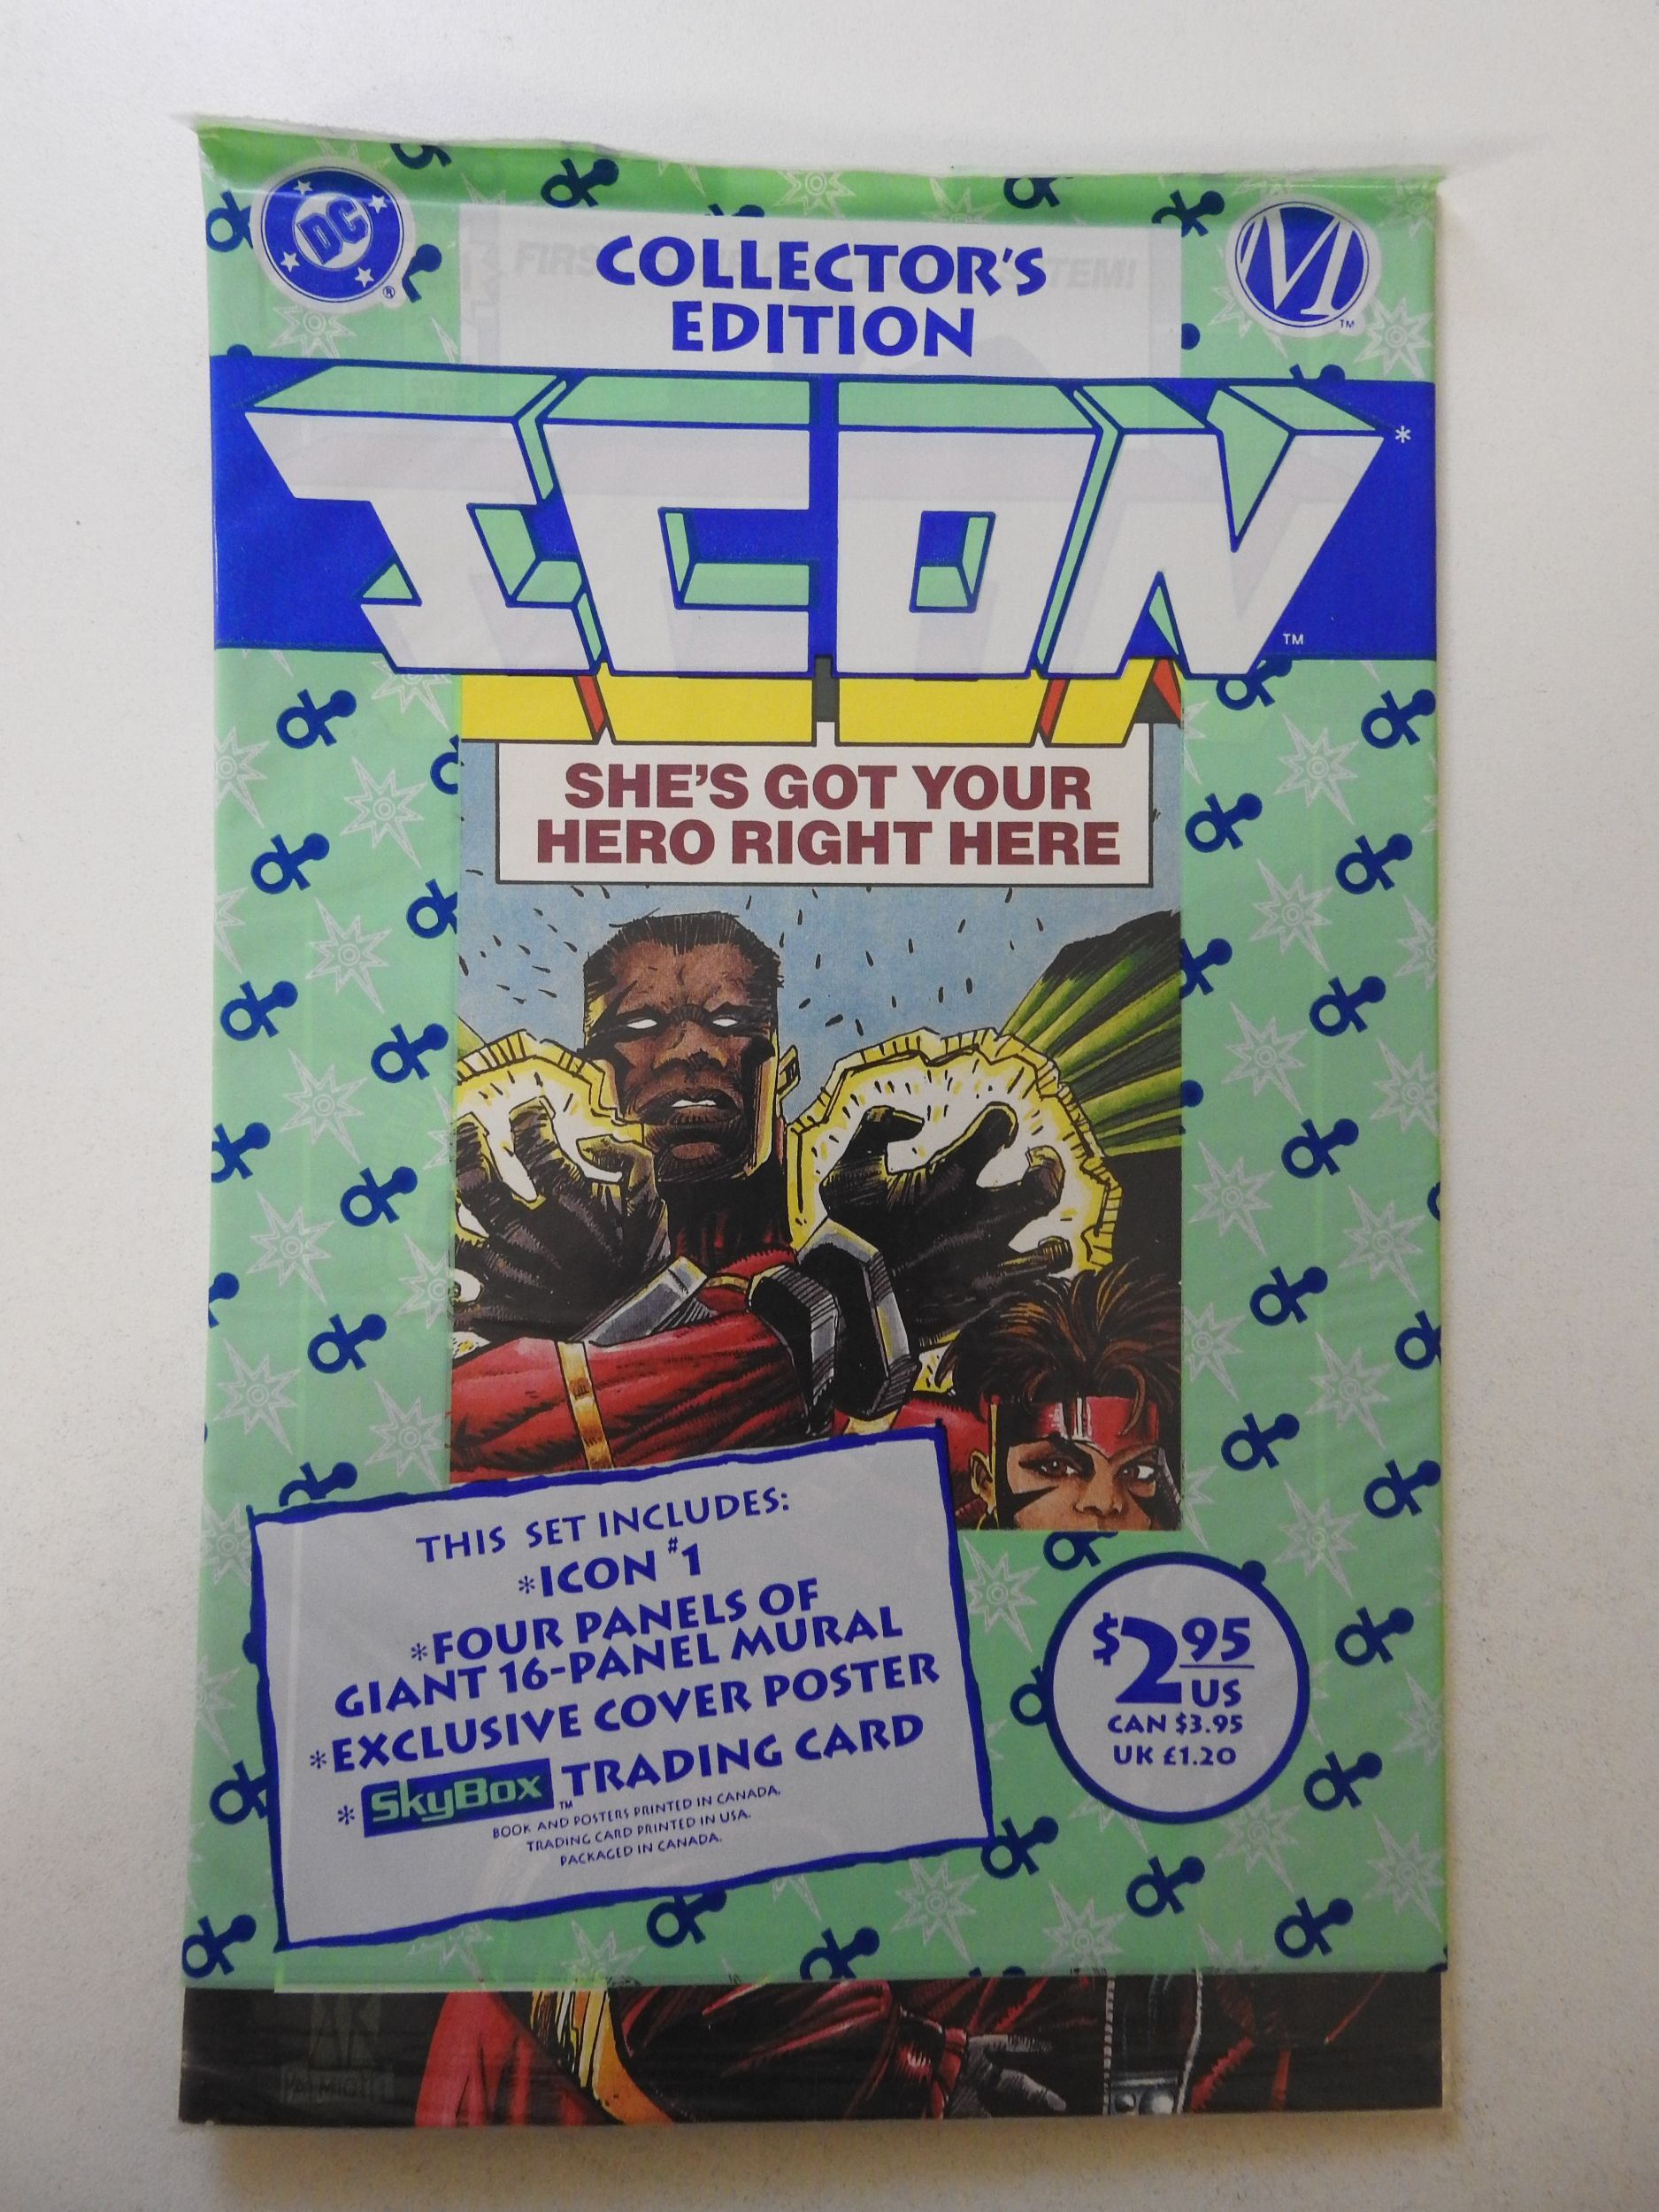 DC
®
M
TM
COLLECTOR'S
EDITION
ICON*
TM
SHE'S GOT YOUR
HERO RIGHT HERE
THIS SET INCLUDES:
*ICON #1
*FOUR PANELS OF
GIANT 16-PANEL MURAL
*EXCLUSIVE COVER POSTER
*SkyBox™ TRADING CARD
BOOK AND POSTERS PRINTED IN CANADA.
TRADING CARD PRINTED IN USA.
PACKAGED IN CANADA.
$2.95
US
CAN $3.95
UK £1.20